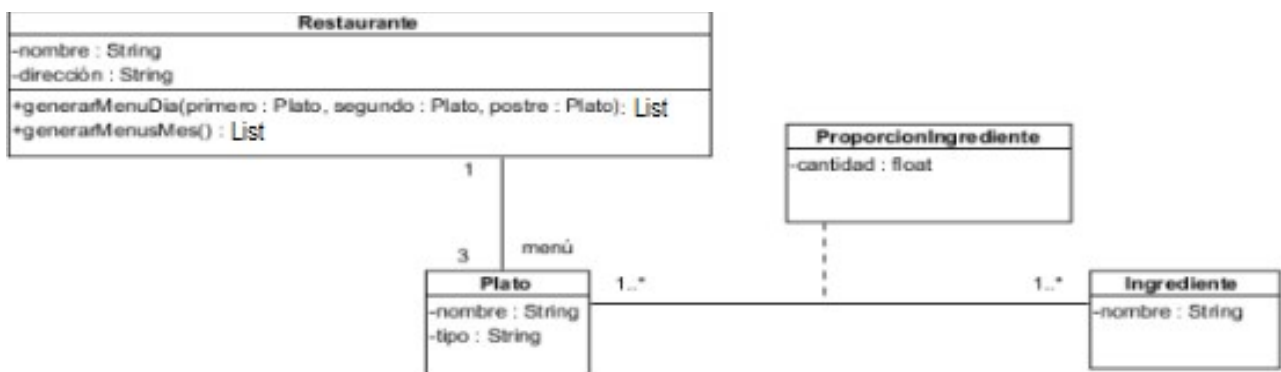 Restaurante
-nombre : String
-dirección : String
+generarMenuDia(primero : Plato, segundo : Plato, postre : Plato): List
+generarMenusMes() : List
ProporcionIngrediente
-cantidad : float
1
3
menú
Plato
-nombre : String
-tipo : String
1..*
1..*
Ingrediente
-nombre : String